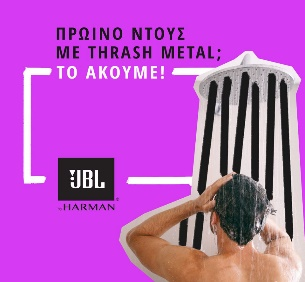 ΠΡΩΙΝΟ ΝΤΟΥΣ
ΜΕ THRASH METAL;
ΤΟ ΑΚΟΥΜΕ!
JBL
by HARMAN